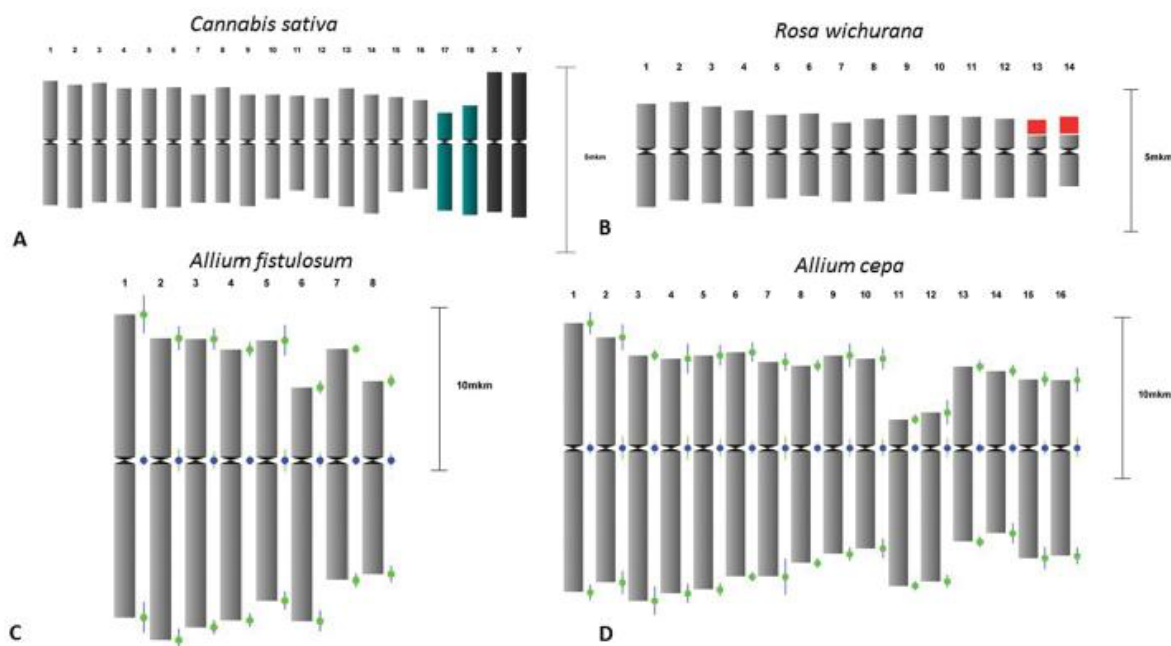 Cannabis sativa
1 2 3 4 5 6 7 8 9 10 11 12 13 14 15 16 17 18 X Y
5mkm
A
Rosa wichurana
1 2 3 4 5 6 7 8 9 10 11 12 13 14
5mkm
B
Allium fistulosum
1 2 3 4 5 6 7 8
10mkm
C
Allium cepa
1 2 3 4 5 6 7 8 9 10 11 12 13 14 15 16
10mkm
D